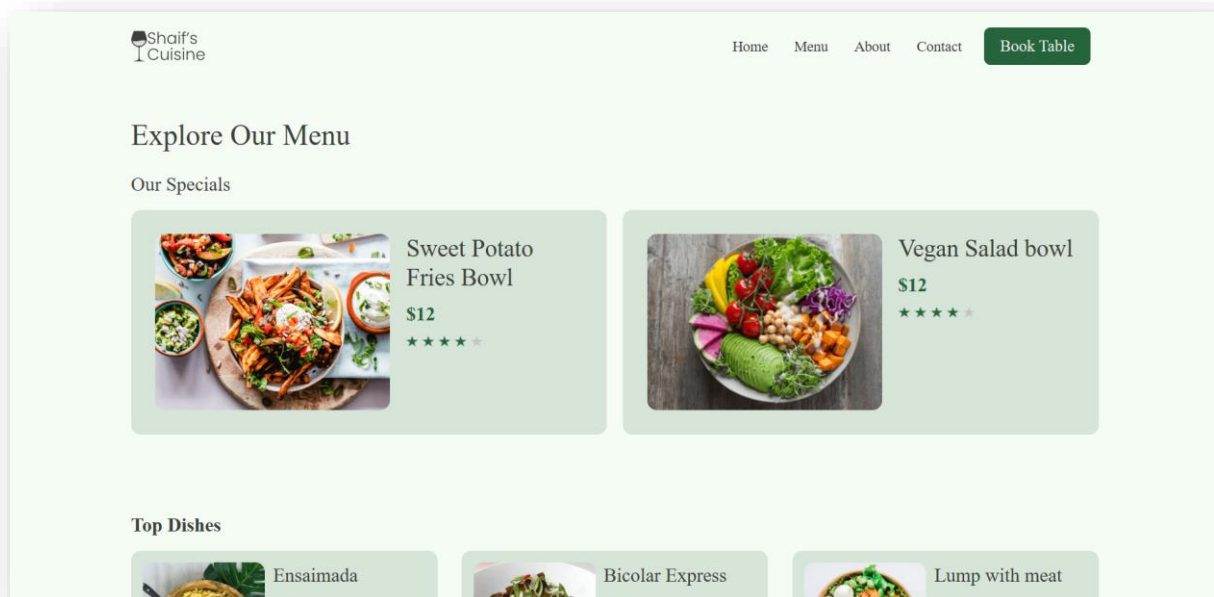 Shaif's
Cuisine
Home Menu About Contact Book Table
Explore Our Menu
Our Specials
Sweet Potato
Fries Bowl
$12
Vegan Salad bowl
$12
Top Dishes
Ensaimada
Bicolar Express
Lump with meat